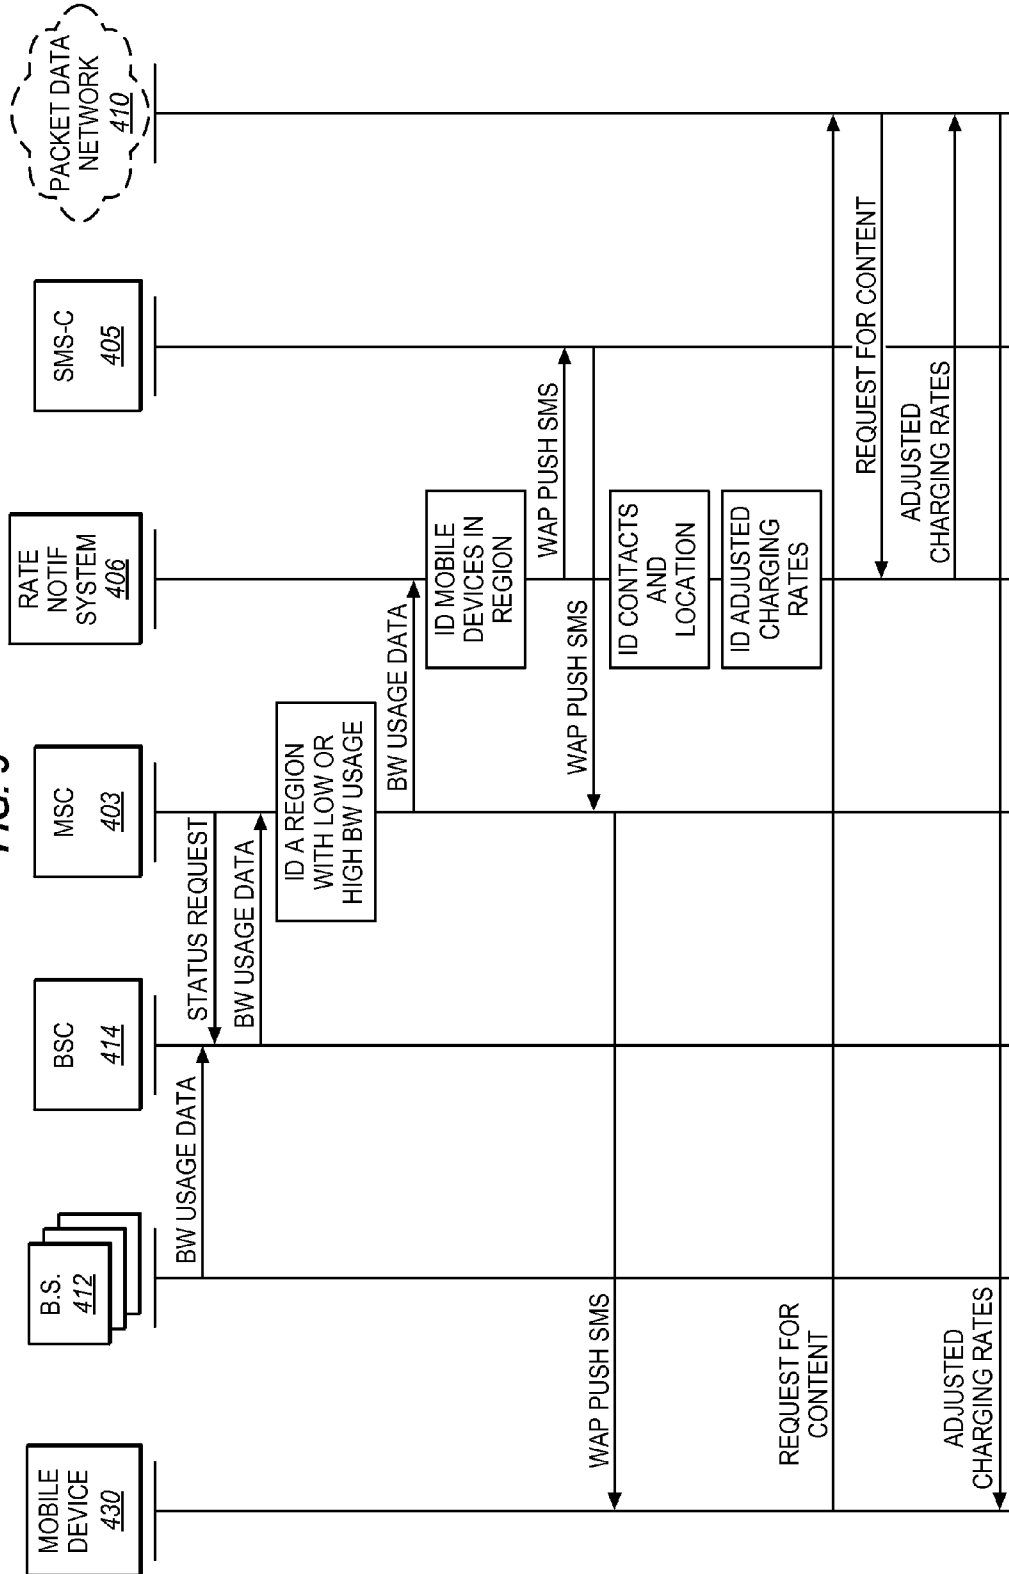 FIG. 5
MOBILE
DEVICE
430
B.S.
412
BSC
414
MSC
403
RATE
NOTIF
SYSTEM
406
SMS-C
405
PACKET DATA
NETWORK
410
BW USAGE DATA
STATUS REQUEST
BW USAGE DATA
ID A REGION
WITH LOW OR
HIGH BW USAGE
BW USAGE DATA
ID MOBILE
DEVICES IN
REGION
WAP PUSH SMS
WAP PUSH SMS
WAP PUSH SMS
ID CONTACTS
AND
LOCATION
ID ADJUSTED
CHARGING
RATES
REQUEST FOR
CONTENT
REQUEST FOR CONTENT
ADJUSTED
CHARGING RATES
ADJUSTED
CHARGING RATES